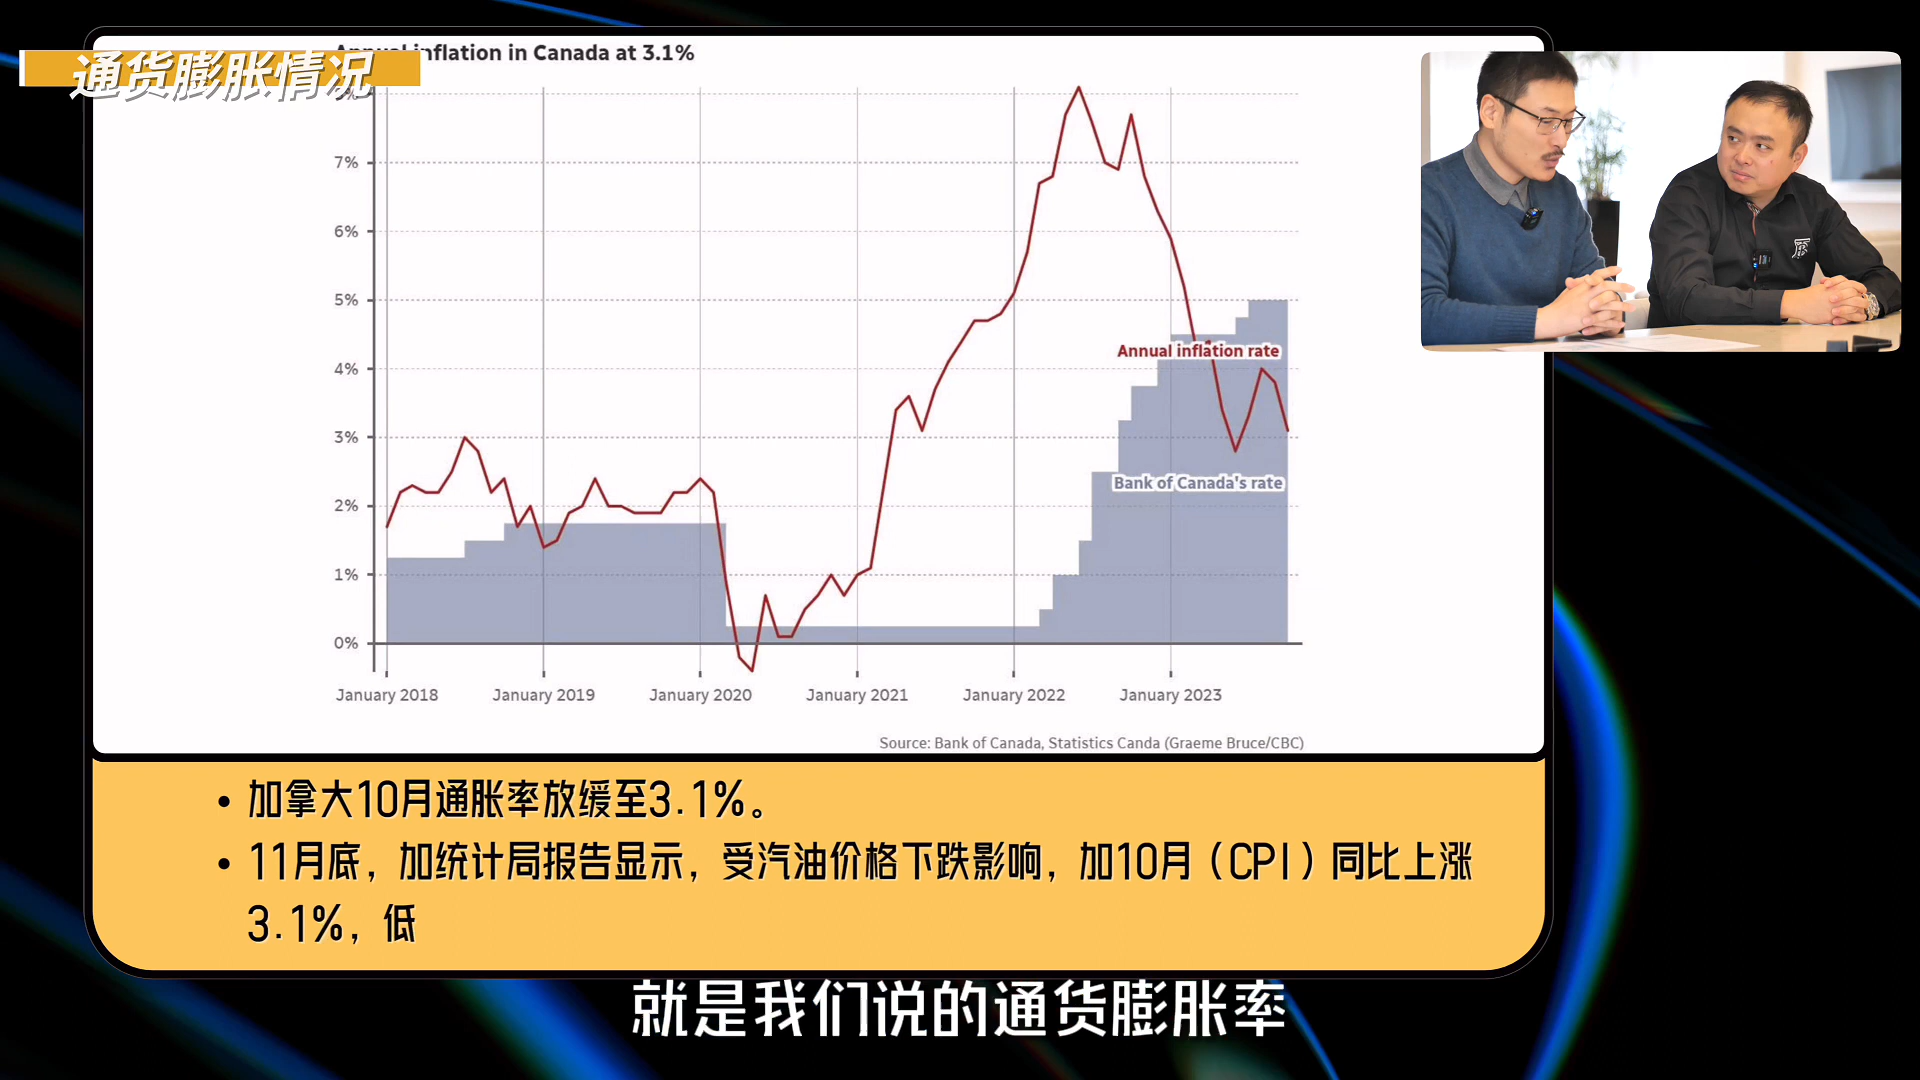 Annual inflation in Canada at 3.1%
通货膨胀情况
7%
6%
5%
4%
3%
2%
1%
0%
Annual inflation rate
Bank of Canada's rate
January 2018
January 2019
January 2020
January 2021
January 2022
January 2023
Source: Bank of Canada, Statistics Canda (Graeme Bruce/CBC)
• 加拿大10月通胀率放缓至3.1%。
• 11月底，加统计局报告显示，受汽油价格下跌影响，加10月（CPI）同比上涨
3.1%，低
就是我们说的通货膨胀率